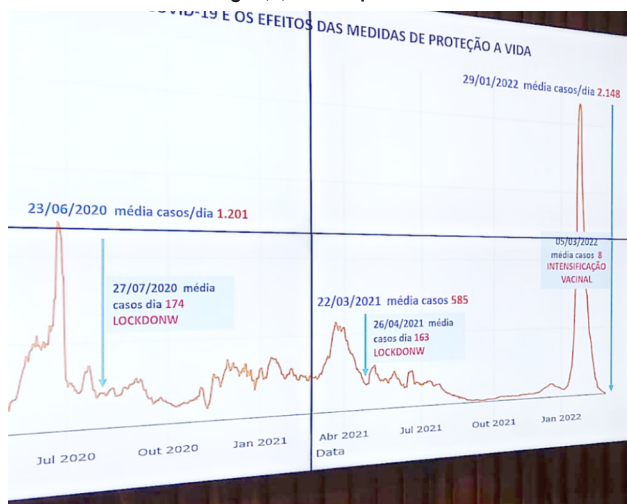 COVID-19 E OS EFEITOS DAS MEDIDAS DE PROTEÇÃO A VIDA
29/01/2022 média casos/dia 2.148
23/06/2020 média casos/dia 1.201
05/03/2022
média casos 8
INTENSIFICAÇÃO
VACINAL
27/07/2020 média
casos dia 174
LOCKDONW
22/03/2021 média casos 585
26/04/2021 média
casos dia 163
LOCKDONW
Jul 2020
Out 2020
Jan 2021
Abr 2021
Jul 2021
Out 2021
Jan 2022
Data